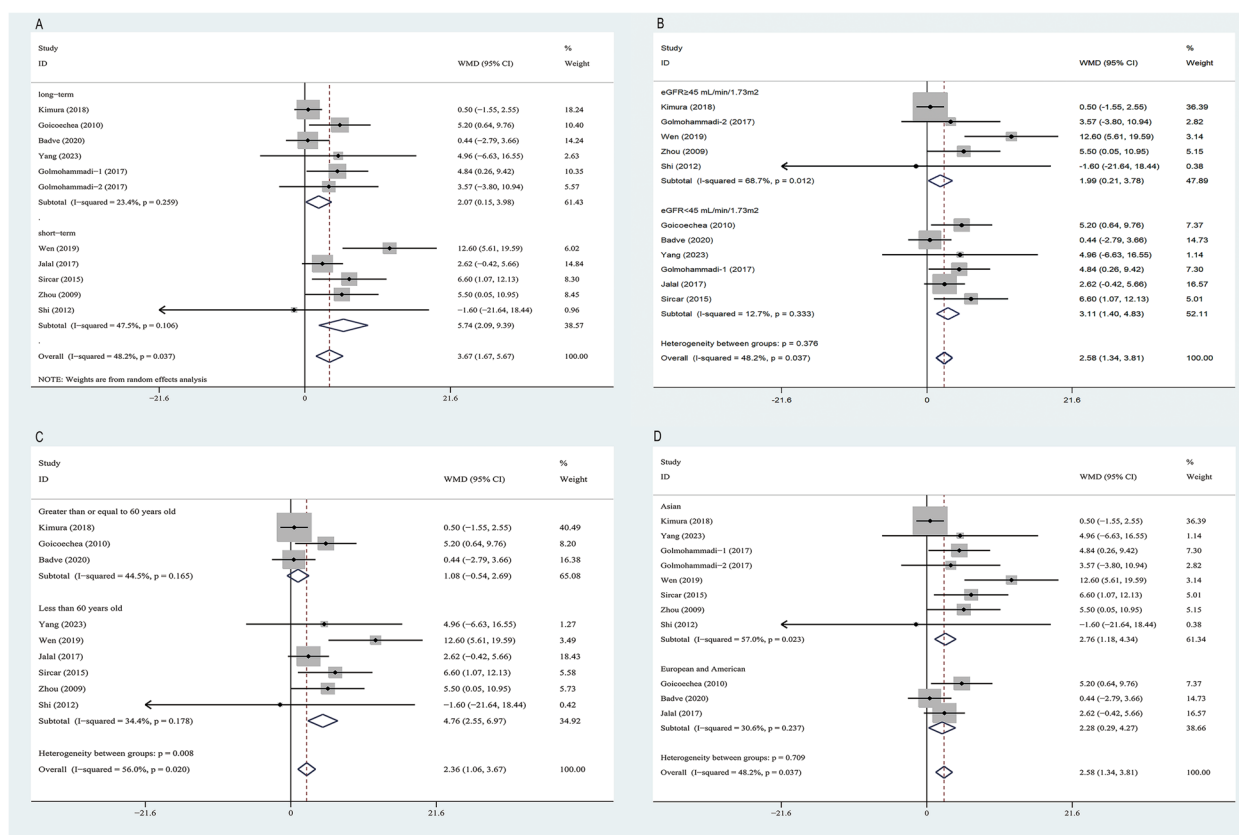 A
Study %
ID WMD (95% CI) Weight
long−term
Kimura (2018) 0.50 (−1.55, 2.55) 18.24
Goicoechea (2010) 5.20 (0.64, 9.76) 10.40
Badve (2020) 0.44 (−2.79, 3.66) 14.24
Yang (2023) 4.96 (−6.63, 16.55) 2.63
Golmohammadi−1 (2017) 4.84 (0.26, 9.42) 10.35
Golmohammadi−2 (2017) 3.57 (−3.80, 10.94) 5.57
Subtotal (I−squared = 23.4%, p = 0.259) 2.07 (0.15, 3.98) 61.43
.
short−term
Wen (2019) 12.60 (5.61, 19.59) 6.02
Jalal (2017) 2.62 (−0.42, 5.66) 14.84
Sircar (2015) 6.60 (1.07, 12.13) 8.30
Zhou (2009) 5.50 (0.05, 10.95) 8.45
Shi (2012) −1.60 (−21.64, 18.44) 0.96
Subtotal (I−squared = 47.5%, p = 0.106) 5.74 (2.09, 9.39) 38.57
.
Overall (I−squared = 48.2%, p = 0.037) 3.67 (1.67, 5.67) 100.00
NOTE: Weights are from random effects analysis
−21.6 0 21.6
B
Study %
ID WMD (95% CI) Weight
eGFR≥45 mL/min/1.73m2
Kimura (2018) 0.50 (-1.55, 2.55) 36.39
Golmohammadi-2 (2017) 3.57 (-3.80, 10.94) 2.82
Wen (2019) 12.60 (5.61, 19.59) 3.14
Zhou (2009) 5.50 (0.05, 10.95) 5.15
Shi (2012) -1.60 (-21.64, 18.44) 0.38
Subtotal (I-squared = 68.7%, p = 0.012) 1.99 (0.21, 3.78) 47.89
eGFR<45 mL/min/1.73m2
Goicoechea (2010) 5.20 (0.64, 9.76) 7.37
Badve (2020) 0.44 (-2.79, 3.66) 14.73
Yang (2023) 4.96 (-6.63, 16.55) 1.14
Golmohammadi-1 (2017) 4.84 (0.26, 9.42) 7.30
Jalal (2017) 2.62 (-0.42, 5.66) 16.57
Sircar (2015) 6.60 (1.07, 12.13) 5.01
Subtotal (I-squared = 12.7%, p = 0.333) 3.11 (1.40, 4.83) 52.11
Heterogeneity between groups: p = 0.376
Overall (I-squared = 48.2%, p = 0.037) 2.58 (1.34, 3.81) 100.00
-21.6 0 21.6
C
Study %
ID WMD (95% CI) Weight
Greater than or equal to 60 years old
Kimura (2018) 0.50 (−1.55, 2.55) 40.49
Goicoechea (2010) 5.20 (0.64, 9.76) 8.20
Badve (2020) 0.44 (−2.79, 3.66) 16.38
Subtotal (I−squared = 44.5%, p = 0.165) 1.08 (−0.54, 2.69) 65.08
Less than 60 years old
Yang (2023) 4.96 (−6.63, 16.55) 1.27
Wen (2019) 12.60 (5.61, 19.59) 3.49
Jalal (2017) 2.62 (−0.42, 5.66) 18.43
Sircar (2015) 6.60 (1.07, 12.13) 5.58
Zhou (2009) 5.50 (0.05, 10.95) 5.73
Shi (2012) −1.60 (−21.64, 18.44) 0.42
Subtotal (I−squared = 34.4%, p = 0.178) 4.76 (2.55, 6.97) 34.92
Heterogeneity between groups: p = 0.008
Overall (I−squared = 56.0%, p = 0.020) 2.36 (1.06, 3.67) 100.00
−21.6 0 21.6
D
Study %
ID WMD (95% CI) Weight
Asian
Kimura (2018) 0.50 (−1.55, 2.55) 36.39
Yang (2023) 4.96 (−6.63, 16.55) 1.14
Golmohammadi−1 (2017) 4.84 (0.26, 9.42) 7.30
Golmohammadi−2 (2017) 3.57 (−3.80, 10.94) 2.82
Wen (2019) 12.60 (5.61, 19.59) 3.14
Sircar (2015) 6.60 (1.07, 12.13) 5.01
Zhou (2009) 5.50 (0.05, 10.95) 5.15
Shi (2012) −1.60 (−21.64, 18.44) 0.38
Subtotal (I−squared = 57.0%, p = 0.023) 2.76 (1.18, 4.34) 61.34
European and American
Goicoechea (2010) 5.20 (0.64, 9.76) 7.37
Badve (2020) 0.44 (−2.79, 3.66) 14.73
Jalal (2017) 2.62 (−0.42, 5.66) 16.57
Subtotal (I−squared = 30.6%, p = 0.237) 2.28 (0.29, 4.27) 38.66
Heterogeneity between groups: p = 0.709
Overall (I−squared = 48.2%, p = 0.037) 2.58 (1.34, 3.81) 100.00
−21.6 0 21.6